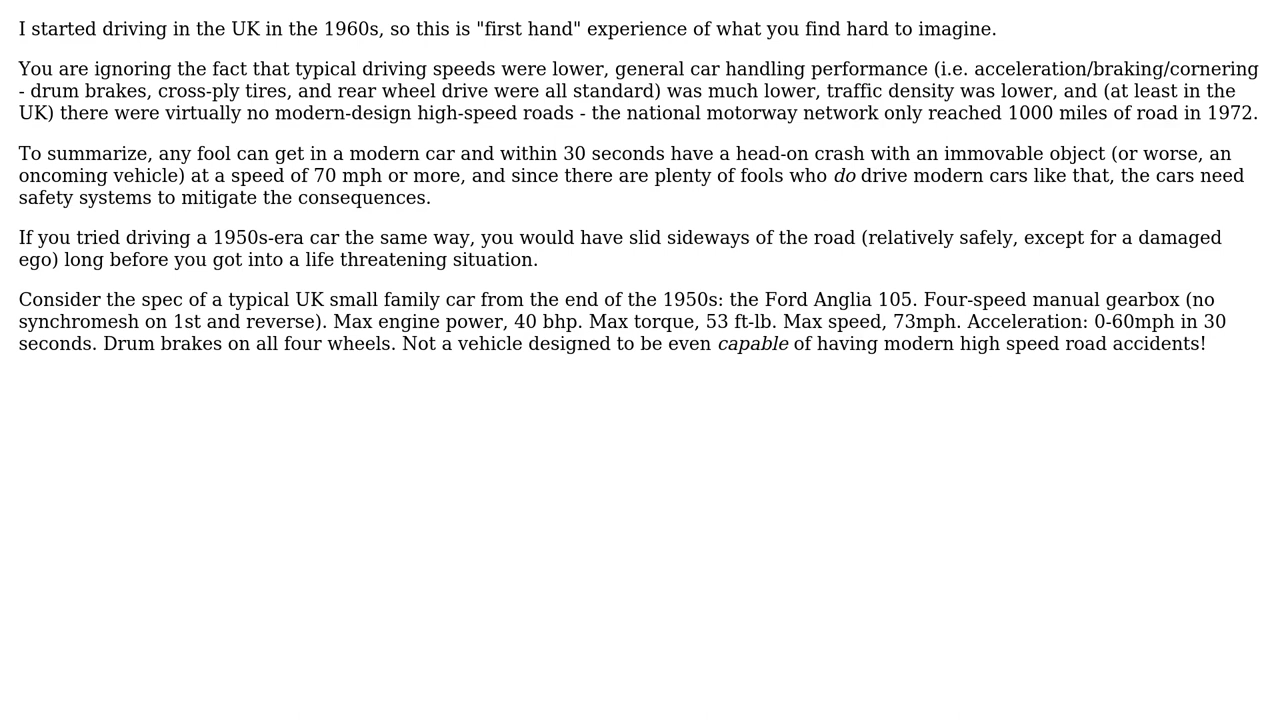 I started driving in the UK in the 1960s, so this is "first hand" experience of what you find hard to imagine.
You are ignoring the fact that typical driving speeds were lower, general car handling performance (i.e. acceleration/braking/cornering
- drum brakes, cross-ply tires, and rear wheel drive were all standard) was much lower, traffic density was lower, and (at least in the
UK) there were virtually no modern-design high-speed roads - the national motorway network only reached 1000 miles of road in 1972.
To summarize, any fool can get in a modern car and within 30 seconds have a head-on crash with an immovable object (or worse, an
oncoming vehicle) at a speed of 70 mph or more, and since there are plenty of fools who do drive modern cars like that, the cars need
safety systems to mitigate the consequences.
If you tried driving a 1950s-era car the same way, you would have slid sideways of the road (relatively safely, except for a damaged
ego) long before you got into a life threatening situation.
Consider the spec of a typical UK small family car from the end of the 1950s: the Ford Anglia 105. Four-speed manual gearbox (no
synchromesh on 1st and reverse). Max engine power, 40 bhp. Max torque, 53 ft-lb. Max speed, 73mph. Acceleration: 0-60mph in 30
seconds. Drum brakes on all four wheels. Not a vehicle designed to be even capable of having modern high speed road accidents!